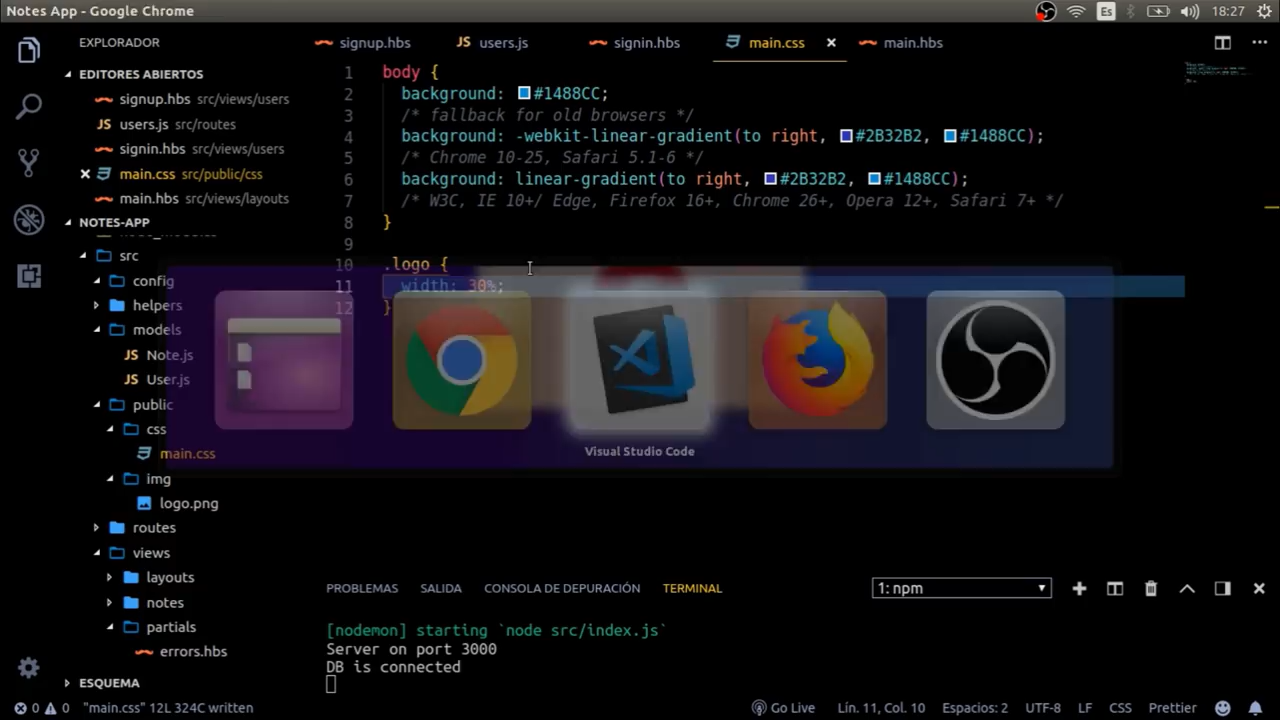 Notes App - Google Chrome
Es
18:27
EXPLORADOR
EDITORES ABIERTOS
signup.hbs src/views/users
users.js src/routes
signin.hbs src/views/users
main.css src/public/css
main.hbs src/views/layouts
NOTES-APP
src
config
helpers
models
JS Note.js
JS User.js
public
css
main.css
img
logo.png
routes
views
layouts
notes
partials
errors.hbs
ESQUEMA
signup.hbs
JS users.js
signin.hbs
main.css
main.hbs
1 body {
2 background: #1488CC;
3 /* fallback for old browsers */
4 background: -webkit-linear-gradient(to right, #2B32B2, #1488CC);
5 /* Chrome 10-25, Safari 5.1-6 */
6 background: linear-gradient(to right, #2B32B2, #1488CC);
7 /* W3C, IE 10+/ Edge, Firefox 16+, Chrome 26+, Opera 12+, Safari 7+ */
8 }
9
10 .logo {
11 width: 30%;
12 }
Visual Studio Code
PROBLEMAS
SALIDA
CONSOLA DE DEPURACIÓN
TERMINAL
1: npm
[nodemon] starting `node src/index.js`
Server on port 3000
DB is connected
0 0 "main.css" 12L 324C written
Go Live
Lín. 11, Col. 10
Espacios: 2
UTF-8
LF
CSS
Prettier